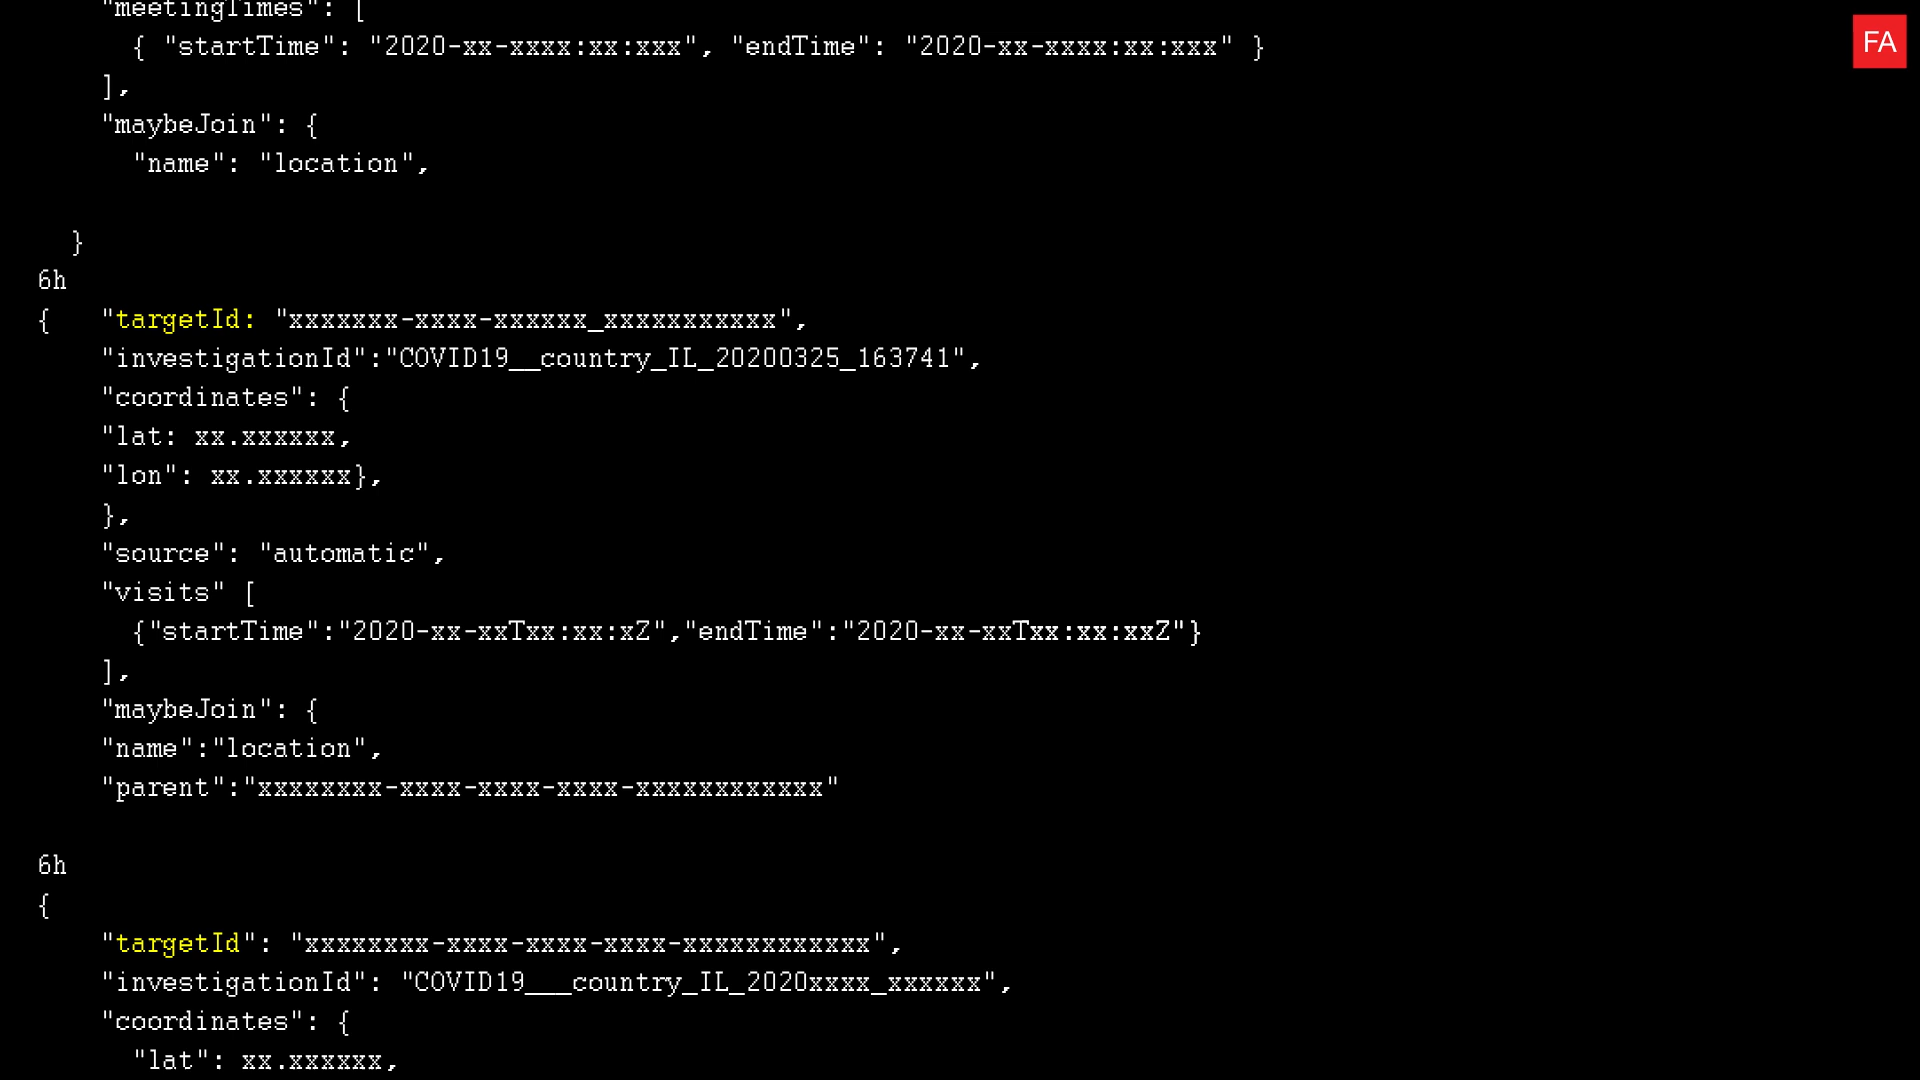 "meetingTimes": [
{ "startTime": "2020-xx-xxxx:xx:xxx", "endTime": "2020-xx-xxxx:xx:xxx" }
],
"maybeJoin": {
"name": "location",
}
6h
{ "targetId: "xxxxxxx-xxxx-xxxxxx_xxxxxxxxxxx",
"investigationId":"COVID19__country_IL_20200325_163741",
"coordinates": {
"lat: xx.xxxxxx,
"lon": xx.xxxxxx},
},
"source": "automatic",
"visits" [
{"startTime":"2020-xx-xxTxx:xx:xZ","endTime":"2020-xx-xxTxx:xx:xxZ"}
],
"maybeJoin": {
"name":"location",
"parent":"xxxxxxxx-xxxx-xxxx-xxxx-xxxxxxxxxxxx"
6h
{
"targetId": "xxxxxxxx-xxxx-xxxx-xxxx-xxxxxxxxxxxx",
"investigationId": "COVID19___country_IL_2020xxxx_xxxxxx",
"coordinates": {
"lat": xx.xxxxxx,
FA